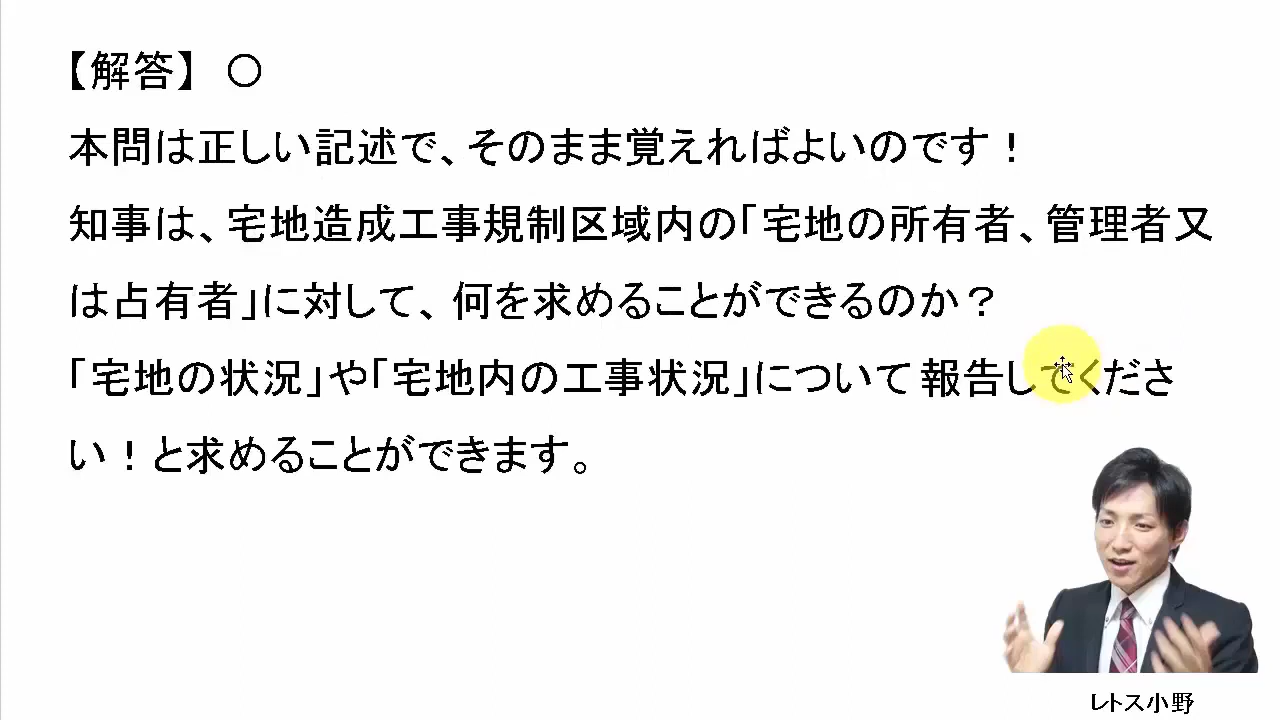 【解答】 ○
本問は正しい記述で、そのまま覚えればよいのです！
知事は、宅地造成工事規制区域内の「宅地の所有者、管理者又
は占有者」に対して、何を求めることができるのか？
「宅地の状況」や「宅地内の工事状況」について報告してくださ
い！と求めることができます。
レトス小野